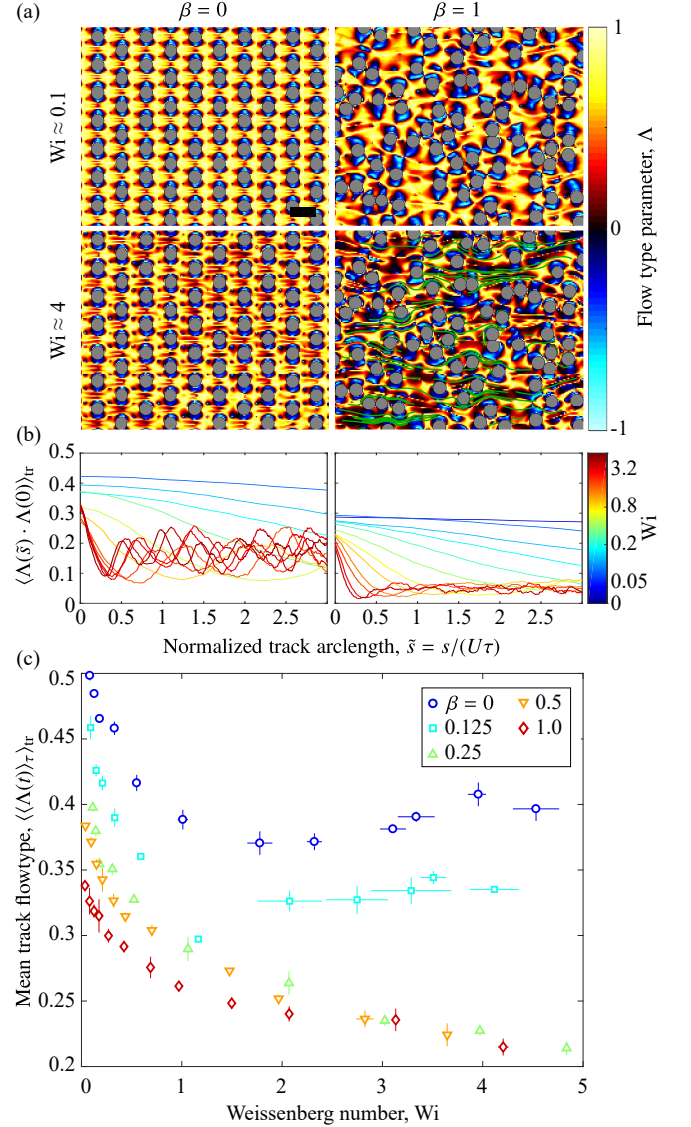 (a)
β = 0
β = 1
Wi ≈ 0.1
Wi ≈ 4
1
0
-1
Flow type parameter, Λ
(b)
⟨Λ(s̃) · Λ(0)⟩tr
0.5
0.4
0.3
0.2
0.1
0
0 0.5 1 1.5 2 2.5
0 0.5 1 1.5 2 2.5
3.2
0.8
0.2
0.05
Wi
Normalized track arclength, s̃ = s/(Uτ)
(c)
Mean track flowtype, ⟨⟨Λ(t)⟩τ⟩tr
0.5
0.45
0.4
0.35
0.3
0.25
0.2
β = 0
0.125
0.25
0.5
1.0
0 1 2 3 4 5
Weissenberg number, Wi